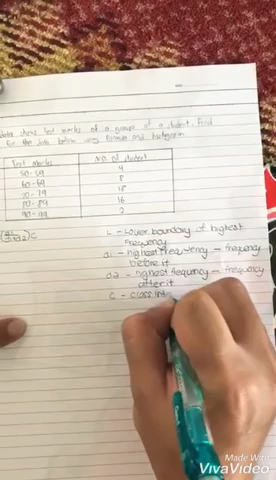 data shows test marks of a group of a student. Find
for the data below using formula and histogram
Test Marks No. of student
50-59 4
60-69 8
70-79 18
80-89 16
90-99 2
L - Lower boundary of highest
frequency
a1 - highest frequency - frequency
before it
a2 - highest frequency - frequency
after it
C - class
Made With
VivaVideo